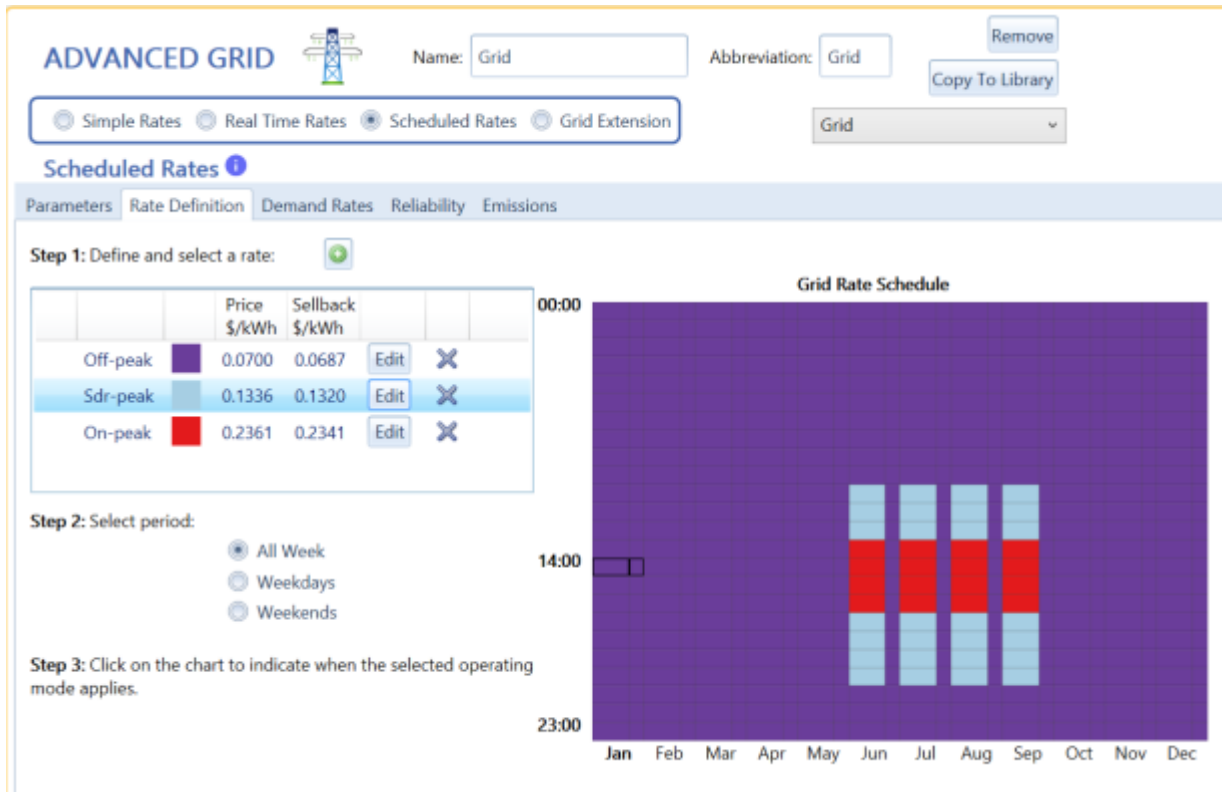 Remove
ADVANCED GRID Name: Grid Abbreviation: Grid
Copy To Library
Simple Rates Real Time Rates Scheduled Rates Grid Extension Grid
Scheduled Rates i
Parameters Rate Definition Demand Rates Reliability Emissions
Step 1: Define and select a rate:
Price Sellback
$/kWh $/kWh
Off-peak 0.0700 0.0687 Edit
Sdr-peak 0.1336 0.1320 Edit
On-peak 0.2361 0.2341 Edit
Step 2: Select period:
All Week
Weekdays
Weekends
Step 3: Click on the chart to indicate when the selected operating
mode applies.
Grid Rate Schedule
00:00
14:00
23:00
Jan Feb Mar Apr May Jun Jul Aug Sep Oct Nov Dec